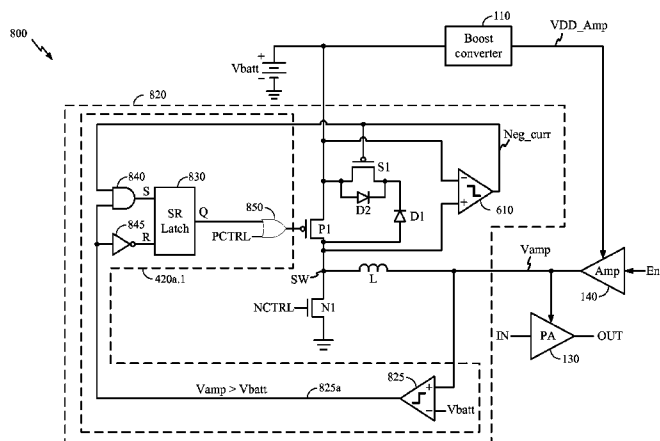 800
110
Boost
converter
VDD_Amp
Vbatt
+
−
820
Neg_curr
840
830
S
SR
Latch
Q
R
845
850
PCTRL
P1
S1
D2
D1
−
+
610
420a.1
SW
L
Vamp
Amp
En
140
NCTRL
N1
IN
PA
OUT
130
Vamp > Vbatt
825a
825
+
−
Vbatt